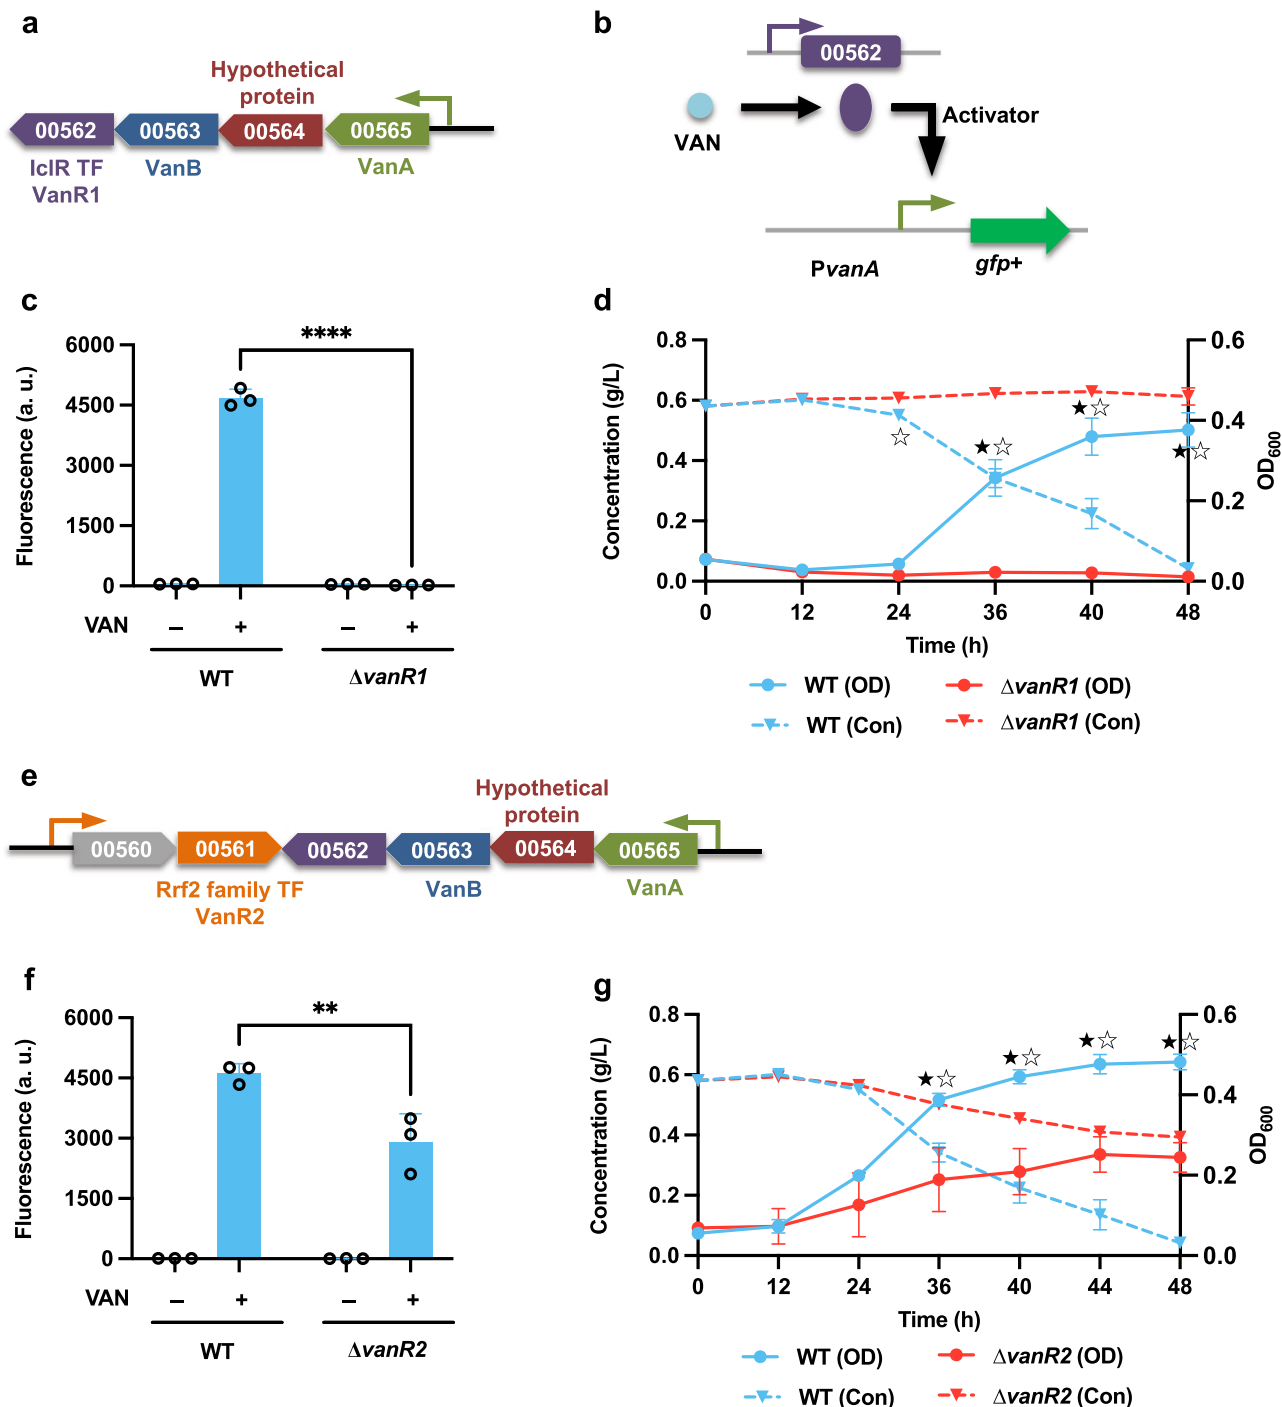 a
Hypothetical
protein
00562 00563 00564 00565
IclR TF
VanR1
VanB
VanA
b
00562
VAN
Activator
PvanA
gfp+
c
Fluorescence (a. u.)
6000
4500
3000
1500
0
****
VAN – + – +
WT ΔvanR1
d
Concentration (g/L)
0.8
0.6
0.4
0.2
0.0
OD600
0.6
0.4
0.2
0.0
★☆
☆ ★☆ ★☆
0 12 24 36 40 48
Time (h)
WT (OD) ΔvanR1 (OD)
WT (Con) ΔvanR1 (Con)
e
Hypothetical
protein
00560 00561 00562 00563 00564 00565
Rrf2 family TF
VanR2
VanB
VanA
f
Fluorescence (a. u.)
6000
4500
3000
1500
0
**
VAN – + – +
WT ΔvanR2
g
Concentration (g/L)
0.8
0.6
0.4
0.2
0.0
OD600
0.6
0.4
0.2
0.0
★☆ ★☆ ★☆ ★☆
0 12 24 36 40 44 48
Time (h)
WT (OD) ΔvanR2 (OD)
WT (Con) ΔvanR2 (Con)